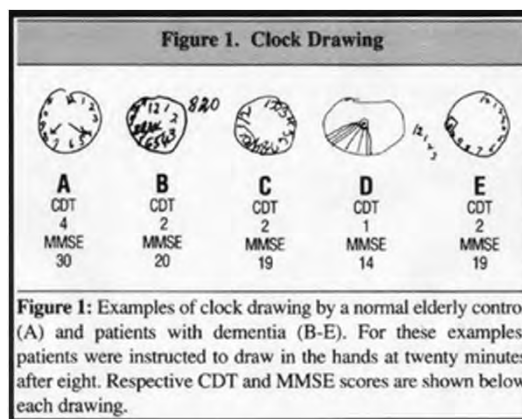 Figure 1. Clock Drawing
820
A B C D E
CDT CDT CDT CDT CDT
4 2 2 1 2
MMSE MMSE MMSE MMSE MMSE
30 20 19 14 19
Figure 1: Examples of clock drawing by a normal elderly contro
(A) and patients with dementia (B-E). For these examples
patients were instructed to draw in the hands at twenty minutes
after eight. Respective CDT and MMSE scores are shown below
each drawing.